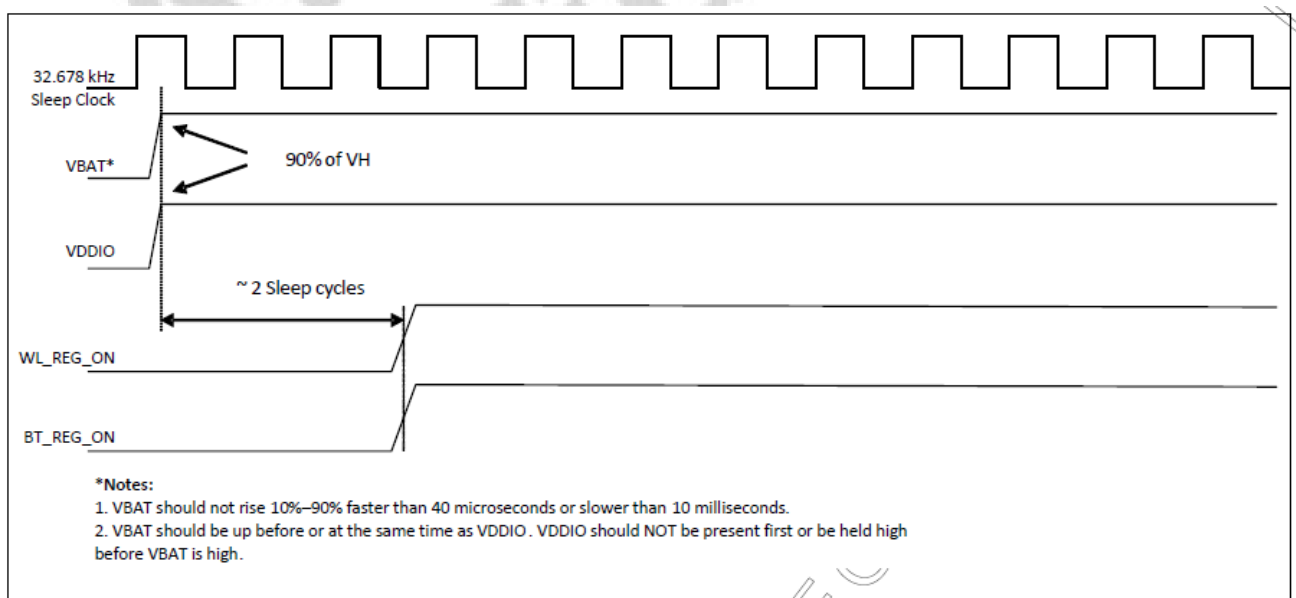 32.678 kHz
Sleep Clock
VBAT*
90% of VH
VDDIO
~ 2 Sleep cycles
WL_REG_ON
BT_REG_ON
*Notes:
1. VBAT should not rise 10%–90% faster than 40 microseconds or slower than 10 milliseconds.
2. VBAT should be up before or at the same time as VDDIO. VDDIO should NOT be present first or be held high
before VBAT is high.